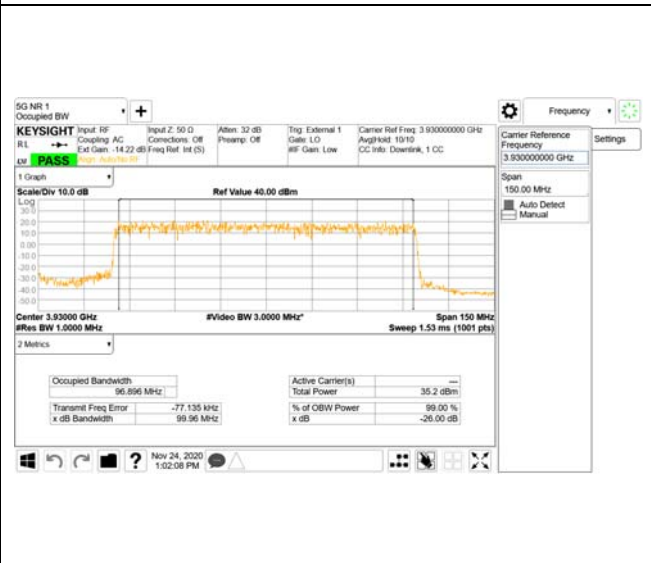 5G NR 1
Occupied BW
+
Frequency
KEYSIGHT Input: RF Input Z: 50 Ω Atten: 32 dB Trig: External 1 Carrier Ref Freq: 3.930000000 GHz
R L Coupling: AC Corrections: Off Preamp: Off Gate: LO Avg|Hold: 10/10
Ext Gain: -14.22 dB Freq Ref: Int (S) #IF Gain: Low CC Info: Downlink, 1 CC
PASS Align: Auto/No RF
Carrier Reference
Frequency
3.930000000 GHz
Settings
Span
150.00 MHz
Auto Detect
Manual
1 Graph
Scale/Div 10.0 dB Ref Value 40.00 dBm
Log
30.0
20.0
10.0
0.00
-10.0
-20.0
-30.0
-40.0
-50.0
Center 3.93000 GHz #Video BW 3.0000 MHz* Span 150 MHz
#Res BW 1.0000 MHz Sweep 1.53 ms (1001 pts)
2 Metrics
Occupied Bandwidth Active Carrier(s) ---
96.896 MHz Total Power 35.2 dBm
Transmit Freq Error -77.135 kHz % of OBW Power 99.00 %
x dB Bandwidth 99.96 MHz x dB -26.00 dB
? Nov 24, 2020
1:02:08 PM